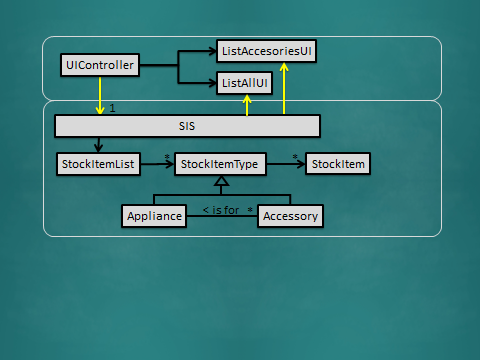 ListAccesoriesUI
UIController
ListAllUI
1
SIS
StockItemList * StockItemType * StockItem
Appliance < is for * Accessory